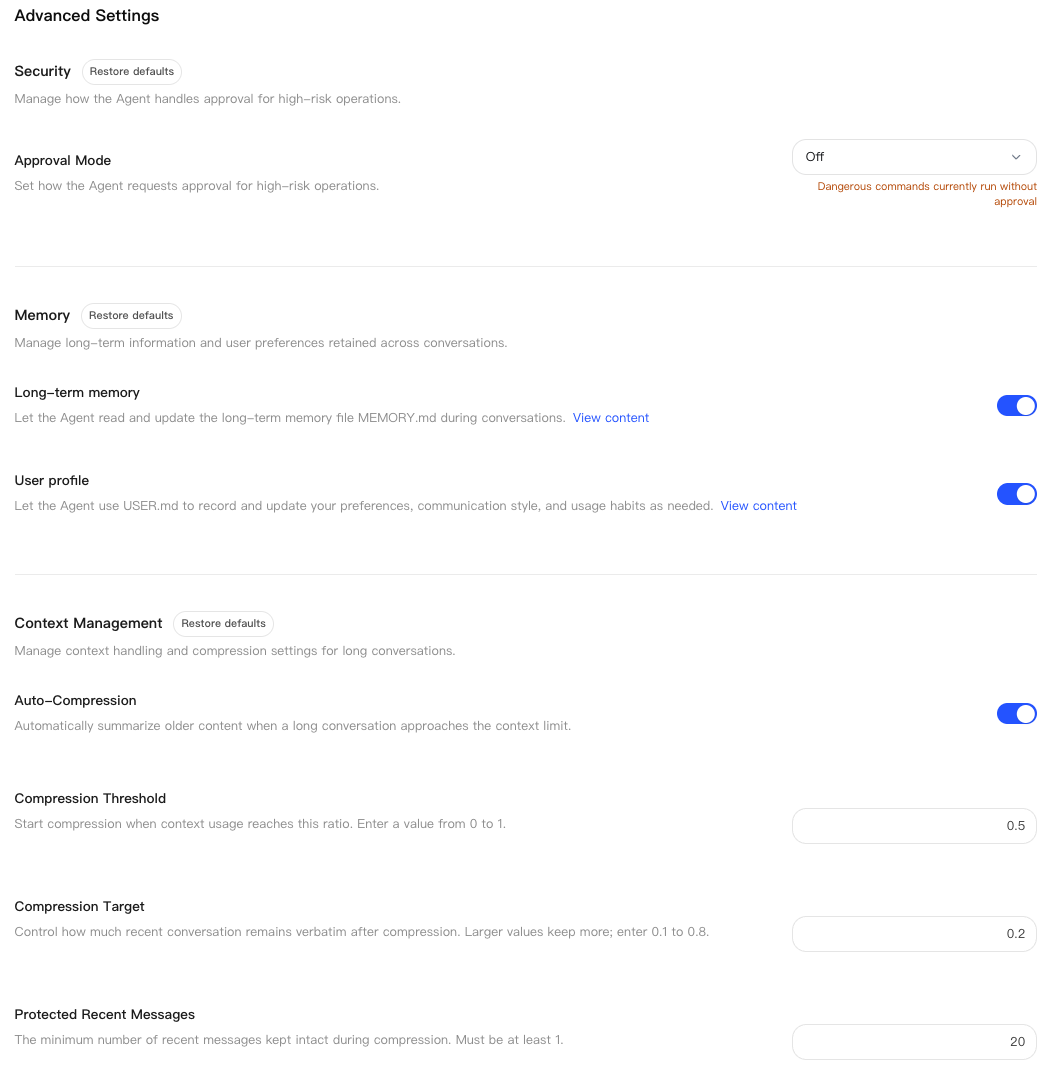 Advanced Settings
Security
Restore defaults
Manage how the Agent handles approval for high-risk operations.
Approval Mode
Off
Set how the Agent requests approval for high-risk operations.
Dangerous commands currently run without
approval
Memory
Restore defaults
Manage long-term information and user preferences retained across conversations.
Long-term memory
Let the Agent read and update the long-term memory file MEMORY.md during conversations. View content
User profile
Let the Agent use USER.md to record and update your preferences, communication style, and usage habits as needed. View content
Context Management
Restore defaults
Manage context handling and compression settings for long conversations.
Auto-Compression
Automatically summarize older content when a long conversation approaches the context limit.
Compression Threshold
Start compression when context usage reaches this ratio. Enter a value from 0 to 1.
0.5
Compression Target
Control how much recent conversation remains verbatim after compression. Larger values keep more; enter 0.1 to 0.8.
0.2
Protected Recent Messages
The minimum number of recent messages kept intact during compression. Must be at least 1.
20